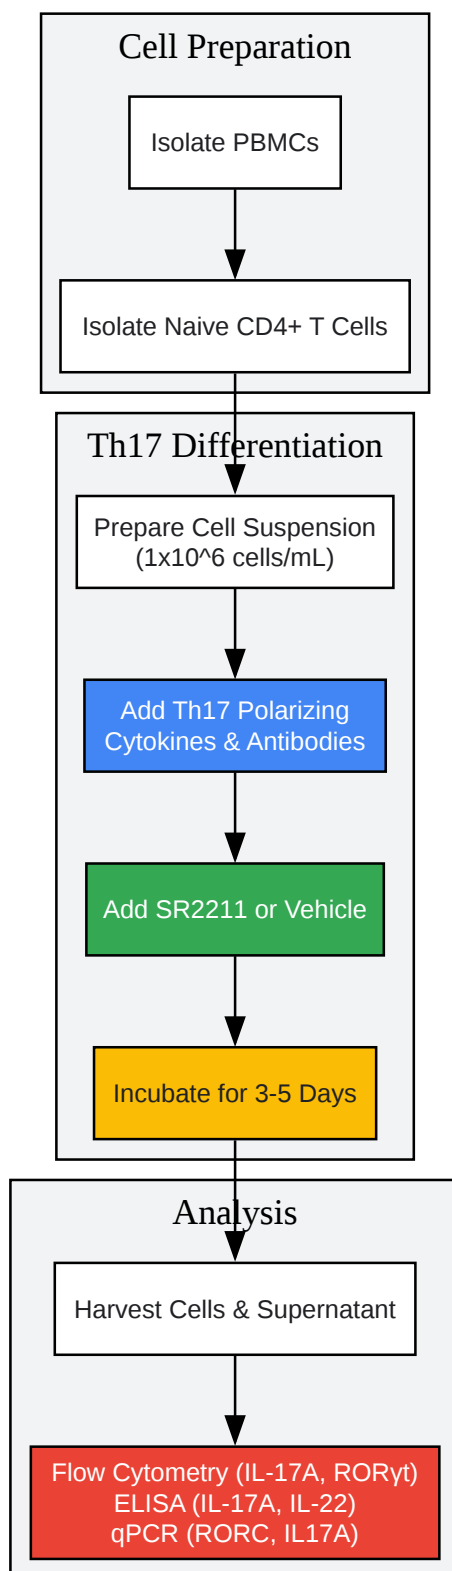 Cell Preparation
Isolate PBMCs
Isolate Naive CD4+ T Cells
Th17 Differentiation
Prepare Cell Suspension
(1x10^6 cells/mL)
Add Th17 Polarizing
Cytokines & Antibodies
Add SR2211 or Vehicle
Incubate for 3-5 Days
Analysis
Harvest Cells & Supernatant
Flow Cytometry (IL-17A, RORγt)
ELISA (IL-17A, IL-22)
qPCR (RORC, IL17A)